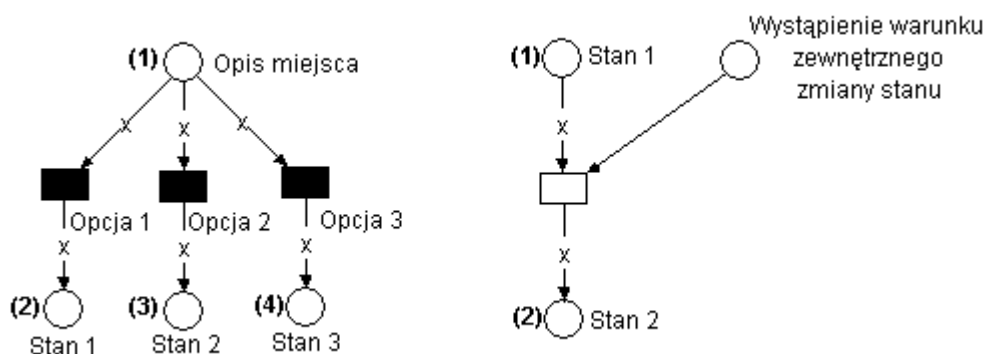 (1) Opis miejsca
x x x
Opcja 1 Opcja 2 Opcja 3
x x x
(2) (3) (4)
Stan 1 Stan 2 Stan 3
Wystąpienie warunku
zewnętrznego
zmiany stanu
(1) Stan 1
x
x
(2) Stan 2